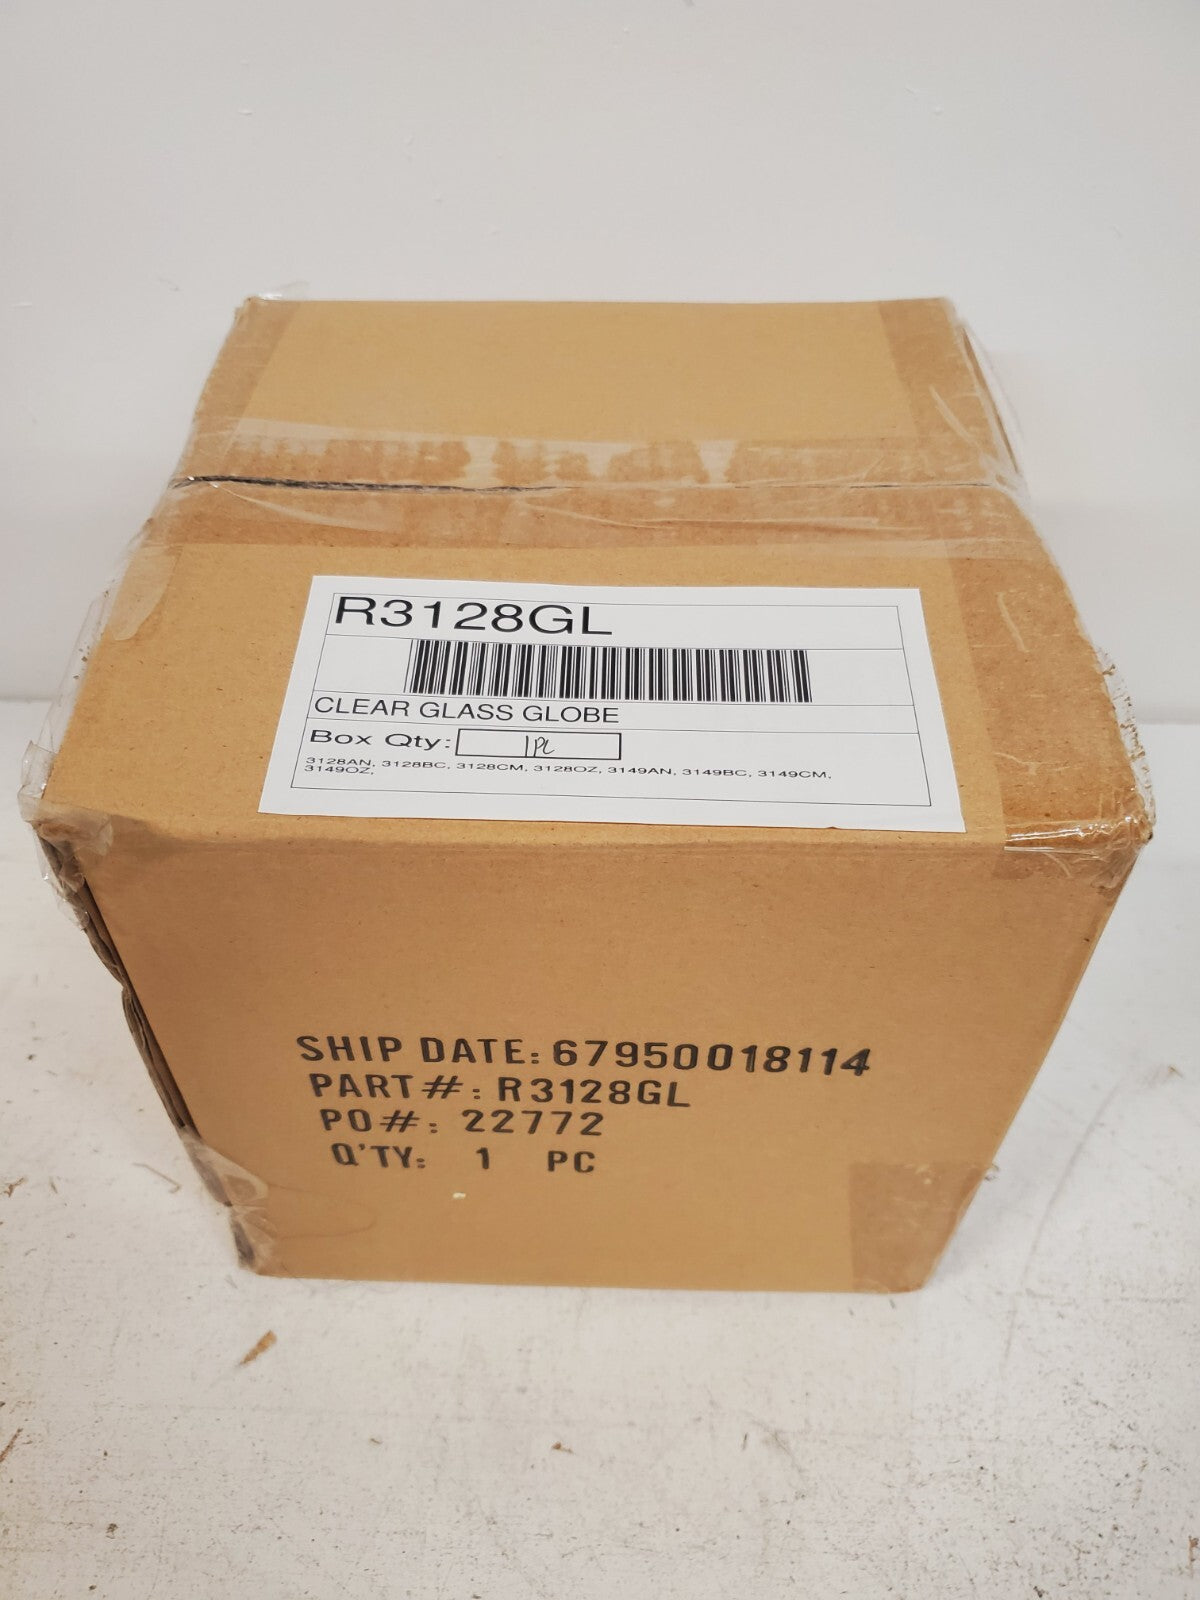 R3128GL
CLEAR GLASS GLOBE
Box Qty: 1PC
3128AN, 3128BC, 3128CM, 3128OZ, 3149AN, 3149BC, 3149CM,
3149OZ,
SHIP DATE: 67950018114
PART#: R3128GL
PO#: 22772
Q'TY: 1 PC